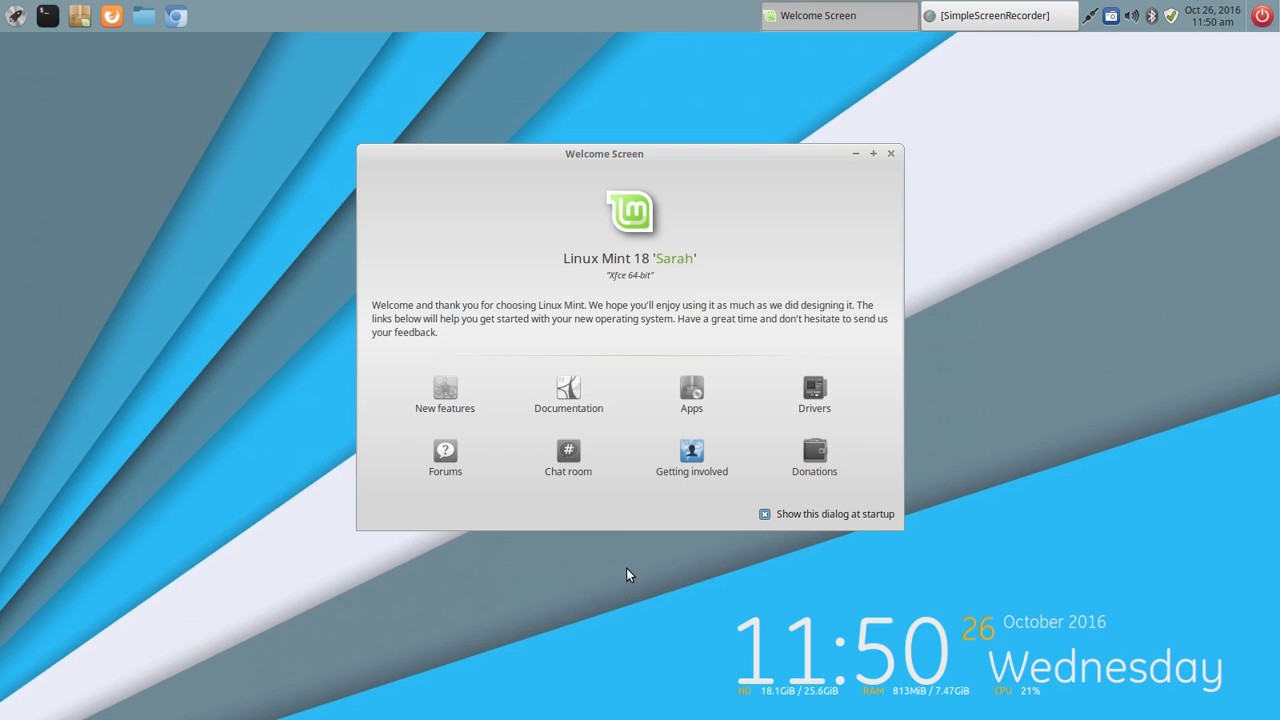 Welcome Screen
[SimpleScreenRecorder]
Oct 26, 2016
11:50 am
Welcome Screen
lm
Linux Mint 18 'Sarah'
"Xfce 64-bit"
Welcome and thank you for choosing Linux Mint. We hope you'll enjoy using it as much as we did designing it. The
links below will help you get started with your new operating system. Have a great time and don't hesitate to send us
your feedback.
New features
Documentation
Apps
Drivers
Forums
Chat room
Getting involved
Donations
Show this dialog at startup
11:50
26
October 2016
Wednesday
HD 18.1GiB / 25.6GiB RAM 813MiB / 7.47GiB CPU 21%